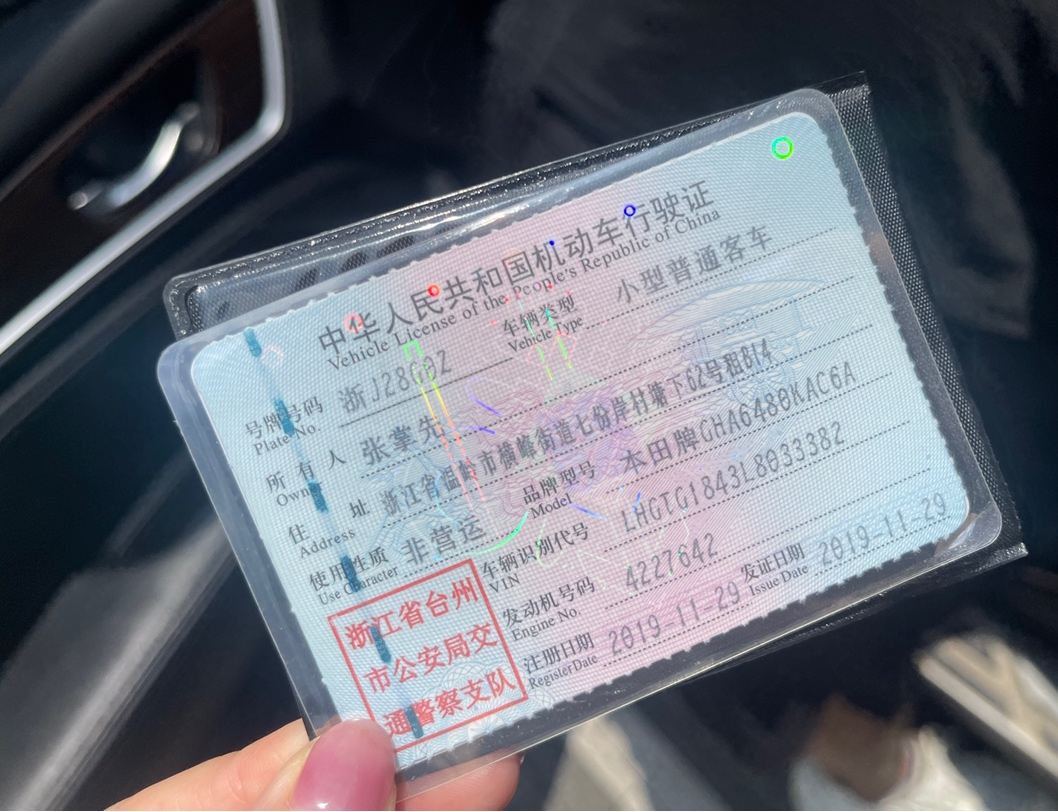 中华人民共和国机动车行驶证
Vehicle License of the People's Republic of China
号牌号码 浙J28G9Z 车辆类型 小型普通客车
Plate No. Vehicle Type
所有人 张掌先
Owner
住址 浙江省温岭市横峰街道七份岸村塘下62号租B14
Address
使用性质 非营运 品牌型号 本田牌GHA6480KAC6A
Use Character Model
车辆识别代号 LHGTG1843L8033382
VIN
发动机号码 4227642
Engine No.
注册日期 2019-11-29 发证日期 2019-11-29
Register Date Issue Date
浙江省台州
市公安局交
通警察支队